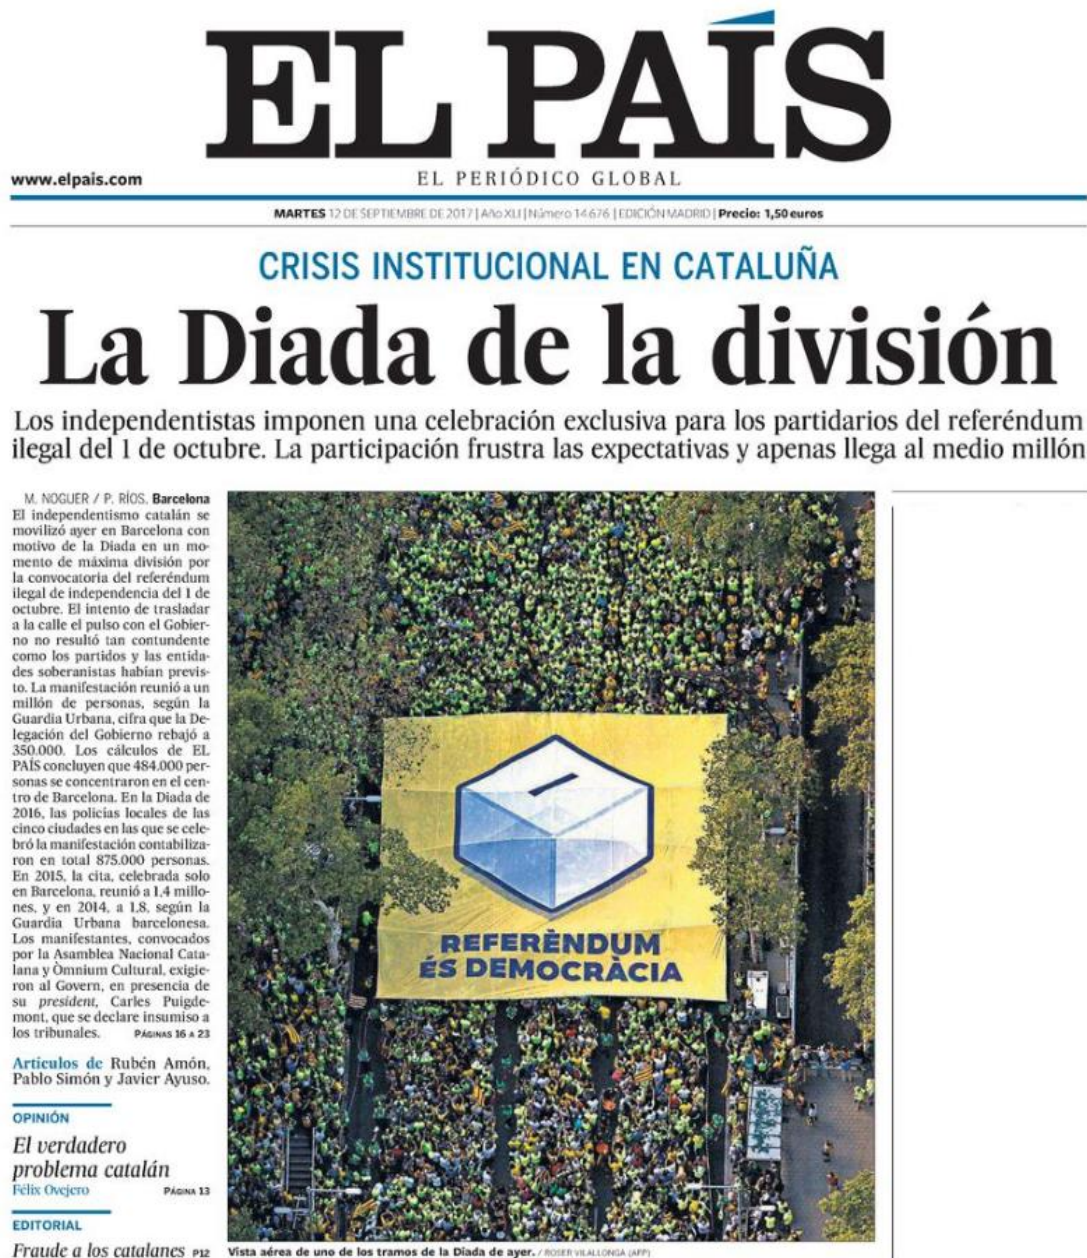 EL PAÍS
www.elpais.com
EL PERIÓDICO GLOBAL
MARTES 12 DE SEPTIEMBRE DE 2017 | Año XLI | Número 14.676 | EDICIÓN MADRID | Precio: 1,50 euros
CRISIS INSTITUCIONAL EN CATALUÑA
La Diada de la división
Los independentistas imponen una celebración exclusiva para los partidarios del referéndum
ilegal del 1 de octubre. La participación frustra las expectativas y apenas llega al medio millón
M. NOGUER / P. RÍOS, Barcelona
El independentismo catalán se
movilizó ayer en Barcelona con
motivo de la Diada en un mo-
mento de máxima división por
la convocatoria del referéndum
ilegal de independencia del 1 de
octubre. El intento de trasladar
a la calle el pulso con el Gobier-
no no resultó tan contundente
como los partidos y las entida-
des soberanistas habían previs-
to. La manifestación reunió a un
millón de personas, según la
Guardia Urbana, cifra que la De-
legación del Gobierno rebajó a
350.000. Los cálculos de EL
PAÍS concluyen que 484.000 per-
sonas se concentraron en el cen-
tro de Barcelona. En la Diada de
2016, las policías locales de las
cinco ciudades en las que se cele-
bró la manifestación contabiliza-
ron en total 875.000 personas.
En 2015, la cita, celebrada solo
en Barcelona, reunió a 1,4 millo-
nes, y en 2014, a 1,8, según la
Guardia Urbana barcelonesa.
Los manifestantes, convocados
por la Asamblea Nacional Cata-
lana y Òmnium Cultural, exigie-
ron al Govern, en presencia de
su president, Carles Puigde-
mont, que se declare insumiso a
los tribunales. PÁGINAS 16 A 23
Artículos de Rubén Amón,
Pablo Simón y Javier Ayuso.
OPINIÓN
El verdadero
problema catalán
Félix Ovejero PÁGINA 13
EDITORIAL
Fraude a los catalanes P12
REFERÈNDUM
ÉS DEMOCRÀCIA
Vista aérea de uno de los tramos de la Diada de ayer. / ROSER VILALLONGA (AFP)